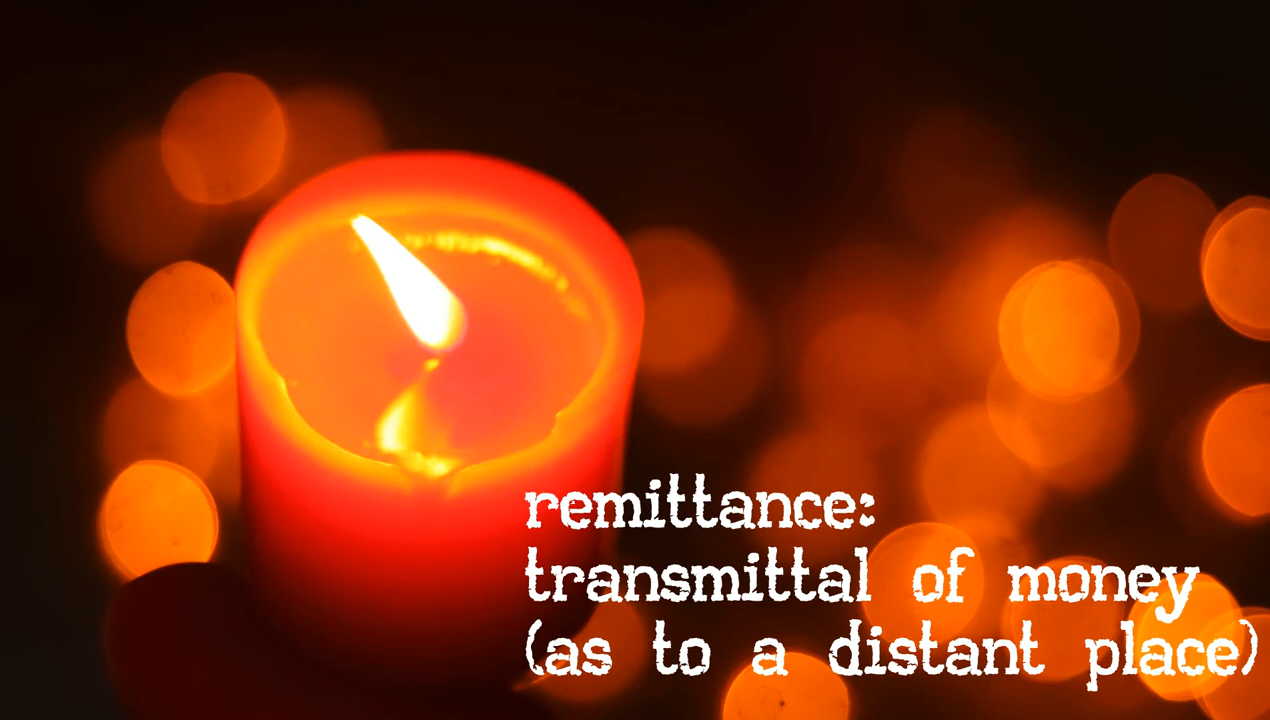 remittance:
transmittal of money
(as to a distant place)